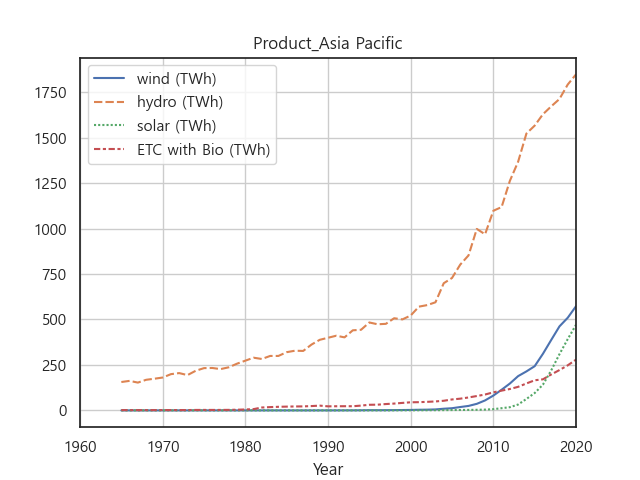 Product_Asia Pacific
wind (TWh)
hydro (TWh)
solar (TWh)
ETC with Bio (TWh)
1750
1500
1250
1000
750
500
250
0
1960 1970 1980 1990 2000 2010 2020
Year